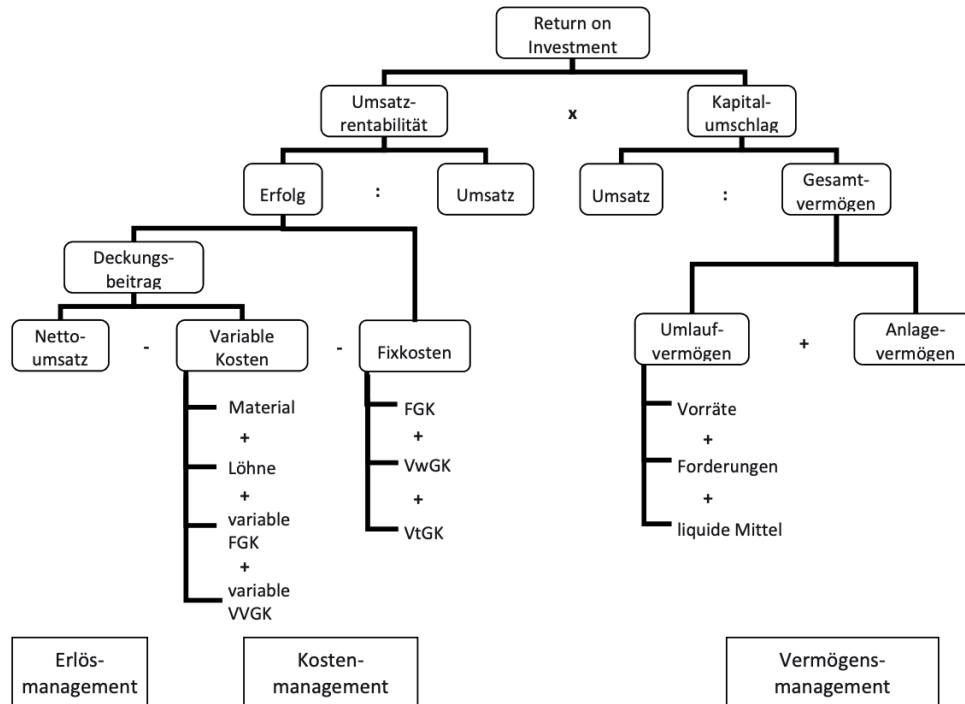 Return on
Investment
Umsatz-
rentabilität
x
Kapital-
umschlag
Erfolg
:
Umsatz
Umsatz
:
Gesamt-
vermögen
Deckungs-
beitrag
Netto-
umsatz
-
Variable
Kosten
-
Fixkosten
Umlauf-
vermögen
+
Anlage-
vermögen
Material
+
Löhne
+
variable
FGK
+
variable
VVGK
FGK
+
VwGK
+
VtGK
Vorräte
+
Forderungen
+
liquide Mittel
Erlös-
management
Kosten-
management
Vermögens-
management